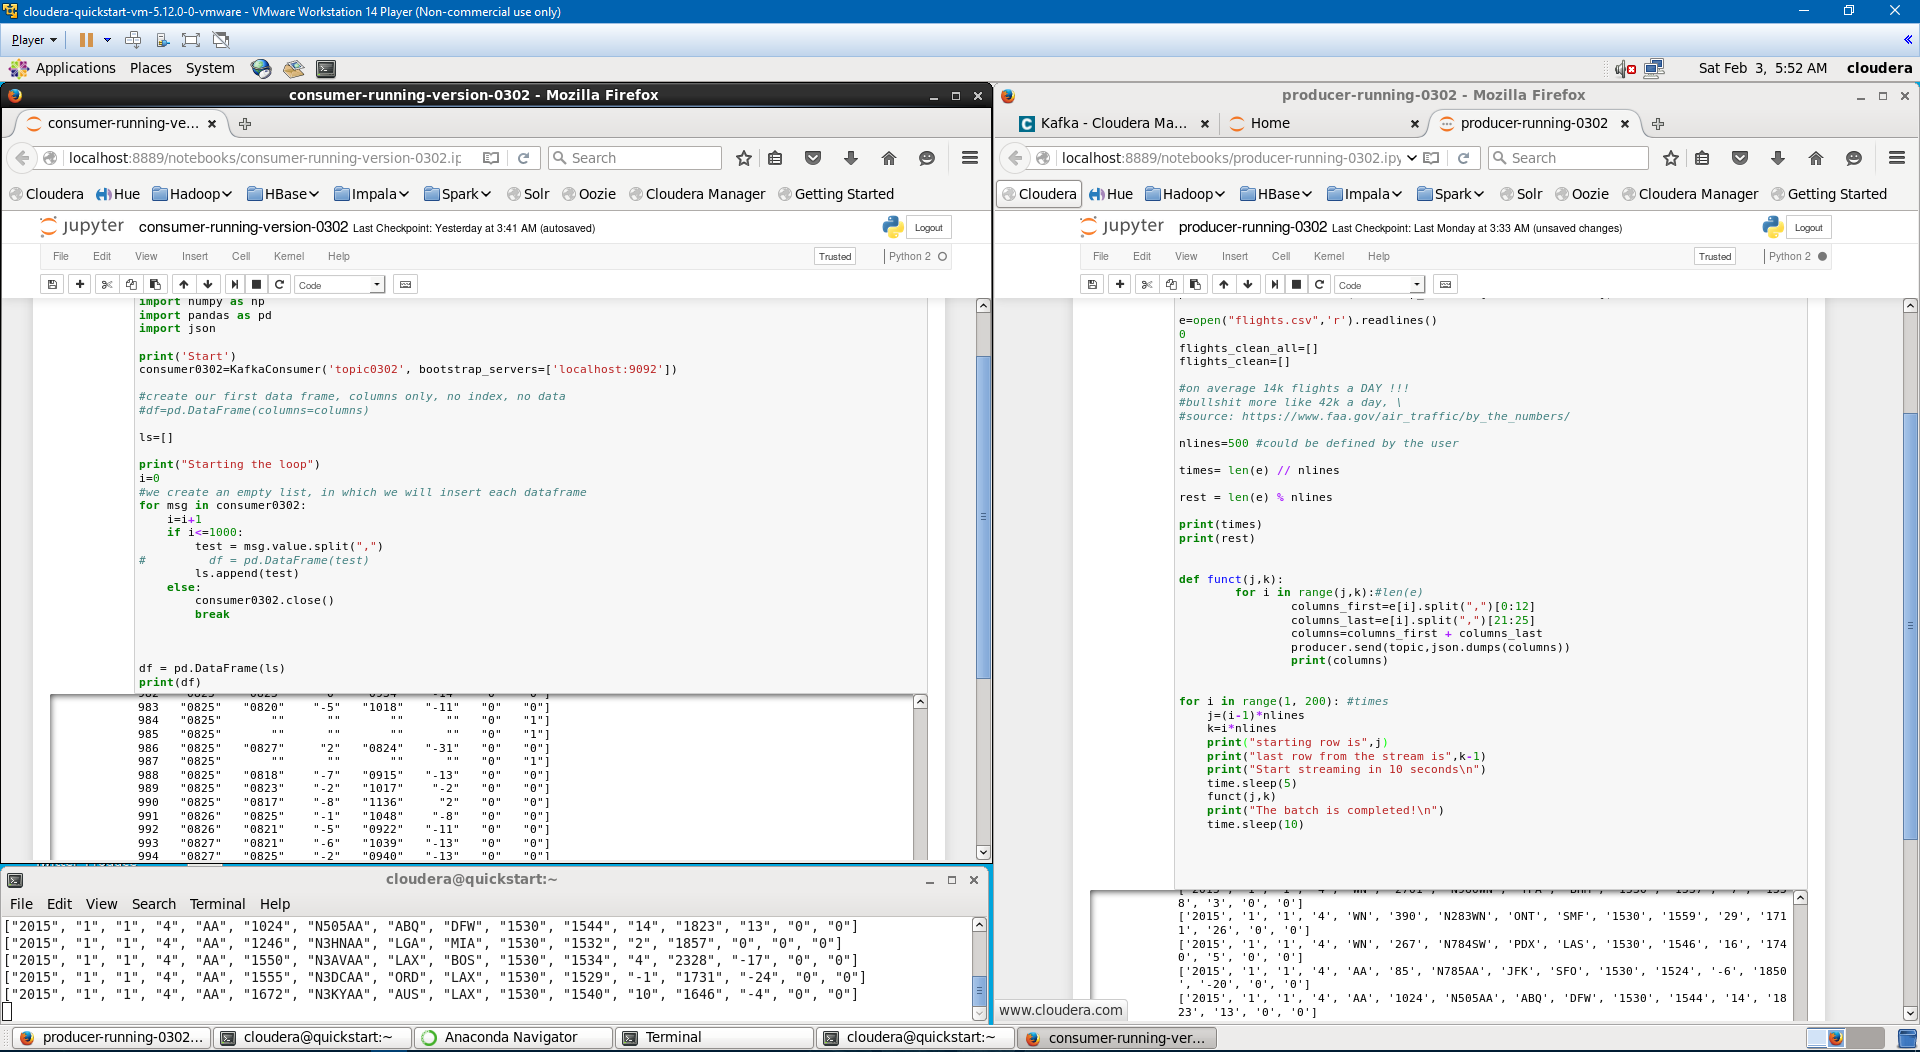 cloudera-quickstart-vm-5.12.0-0-vmware - VMware Workstation 14 Player (Non-commercial use only)
Player
Applications Places System
Sat Feb 3, 5:52 AM cloudera
consumer-running-version-0302 - Mozilla Firefox
consumer-running-ve...
localhost:8889/notebooks/consumer-running-version-0302.ip
Search
Cloudera Hue Hadoop HBase Impala Spark Solr Oozie Cloudera Manager Getting Started
jupyter consumer-running-version-0302 Last Checkpoint: Yesterday at 3:41 AM (autosaved)
Logout
File Edit View Insert Cell Kernel Help
Trusted
Python 2
Code
import numpy as np
import pandas as pd
import json
print('Start')
consumer0302=KafkaConsumer('topic0302', bootstrap_servers=['localhost:9092'])
#create our first data frame, columns only, no index, no data
#df=pd.DataFrame(columns=columns)
ls=[]
print("Starting the loop")
i=0
#we create an empty list, in which we will insert each dataframe
for msg in consumer0302:
i=i+1
if i<=1000:
test = msg.value.split(",")
# df = pd.DataFrame(test)
ls.append(test)
else:
consumer0302.close()
break
df = pd.DataFrame(ls)
print(df)
983 "0825" "0820" "-5" "1018" "-11" "0" "0"]
984 "0825" "" "" "" "" "0" "1"]
985 "0825" "" "" "" "" "0" "1"]
986 "0825" "0827" "2" "0824" "-31" "0" "0"]
987 "0825" "" "" "" "" "0" "1"]
988 "0825" "0818" "-7" "0915" "-13" "0" "0"]
989 "0825" "0823" "-2" "1017" "-2" "0" "0"]
990 "0825" "0817" "-8" "1136" "2" "0" "0"]
991 "0826" "0825" "-1" "1048" "-8" "0" "0"]
992 "0826" "0821" "-5" "0922" "-11" "0" "0"]
993 "0827" "0821" "-6" "1039" "-13" "0" "0"]
994 "0827" "0825" "-2" "0940" "-13" "0" "0"]
cloudera@quickstart:~
File Edit View Search Terminal Help
["2015", "1", "1", "4", "AA", "1024", "N505AA", "ABQ", "DFW", "1530", "1544", "14", "1823", "13", "0", "0"]
["2015", "1", "1", "4", "AA", "1246", "N3HNAA", "LGA", "MIA", "1530", "1532", "2", "1857", "0", "0", "0"]
["2015", "1", "1", "4", "AA", "1550", "N3AVAA", "LAX", "BOS", "1530", "1534", "4", "2328", "-17", "0", "0"]
["2015", "1", "1", "4", "AA", "1555", "N3DCAA", "ORD", "LAX", "1530", "1529", "-1", "1731", "-24", "0", "0"]
["2015", "1", "1", "4", "AA", "1672", "N3KYAA", "AUS", "LAX", "1530", "1540", "10", "1646", "-4", "0", "0"]
producer-running-0302 - Mozilla Firefox
Kafka - Cloudera Ma...
Home
producer-running-0302
localhost:8889/notebooks/producer-running-0302.ipy
Search
Cloudera Hue Hadoop HBase Impala Spark Solr Oozie Cloudera Manager Getting Started
jupyter producer-running-0302 Last Checkpoint: Last Monday at 3:33 AM (unsaved changes)
Logout
File Edit View Insert Cell Kernel Help
Trusted
Python 2
Code
e=open("flights.csv",'r').readlines()
0
flights_clean_all=[]
flights_clean=[]
#on average 14k flights a DAY !!!
#bullshit more like 42k a day, \
#source: https://www.faa.gov/air_traffic/by_the_numbers/
nlines=500 #could be defined by the user
times= len(e) // nlines
rest = len(e) % nlines
print(times)
print(rest)
def funct(j,k):
for i in range(j,k):#len(e)
columns_first=e[i].split(",")[0:12]
columns_last=e[i].split(",")[21:25]
columns=columns_first + columns_last
producer.send(topic,json.dumps(columns))
print(columns)
for i in range(1, 200): #times
j=(i-1)*nlines
k=i*nlines
print("starting row is",j)
print("last row from the stream is",k-1)
print("Start streaming in 10 seconds\n")
time.sleep(5)
funct(j,k)
print("The batch is completed!\n")
time.sleep(10)
8', '3', '0', '0']
['2015', '1', '1', '4', 'WN', '390', 'N283WN', 'ONT', 'SMF', '1530', '1559', '29', '171
1', '26', '0', '0']
['2015', '1', '1', '4', 'WN', '267', 'N784SW', 'PDX', 'LAS', '1530', '1546', '16', '174
0', '5', '0', '0']
['2015', '1', '1', '4', 'AA', '85', 'N785AA', 'JFK', 'SFO', '1530', '1524', '-6', '1850
', '-20', '0', '0']
['2015', '1', '1', '4', 'AA', '1024', 'N505AA', 'ABQ', 'DFW', '1530', '1544', '14', '18
23', '13', '0', '0']
www.cloudera.com
producer-running-0302...
cloudera@quickstart:~
Anaconda Navigator
Terminal
cloudera@quickstart:~
consumer-running-ver...